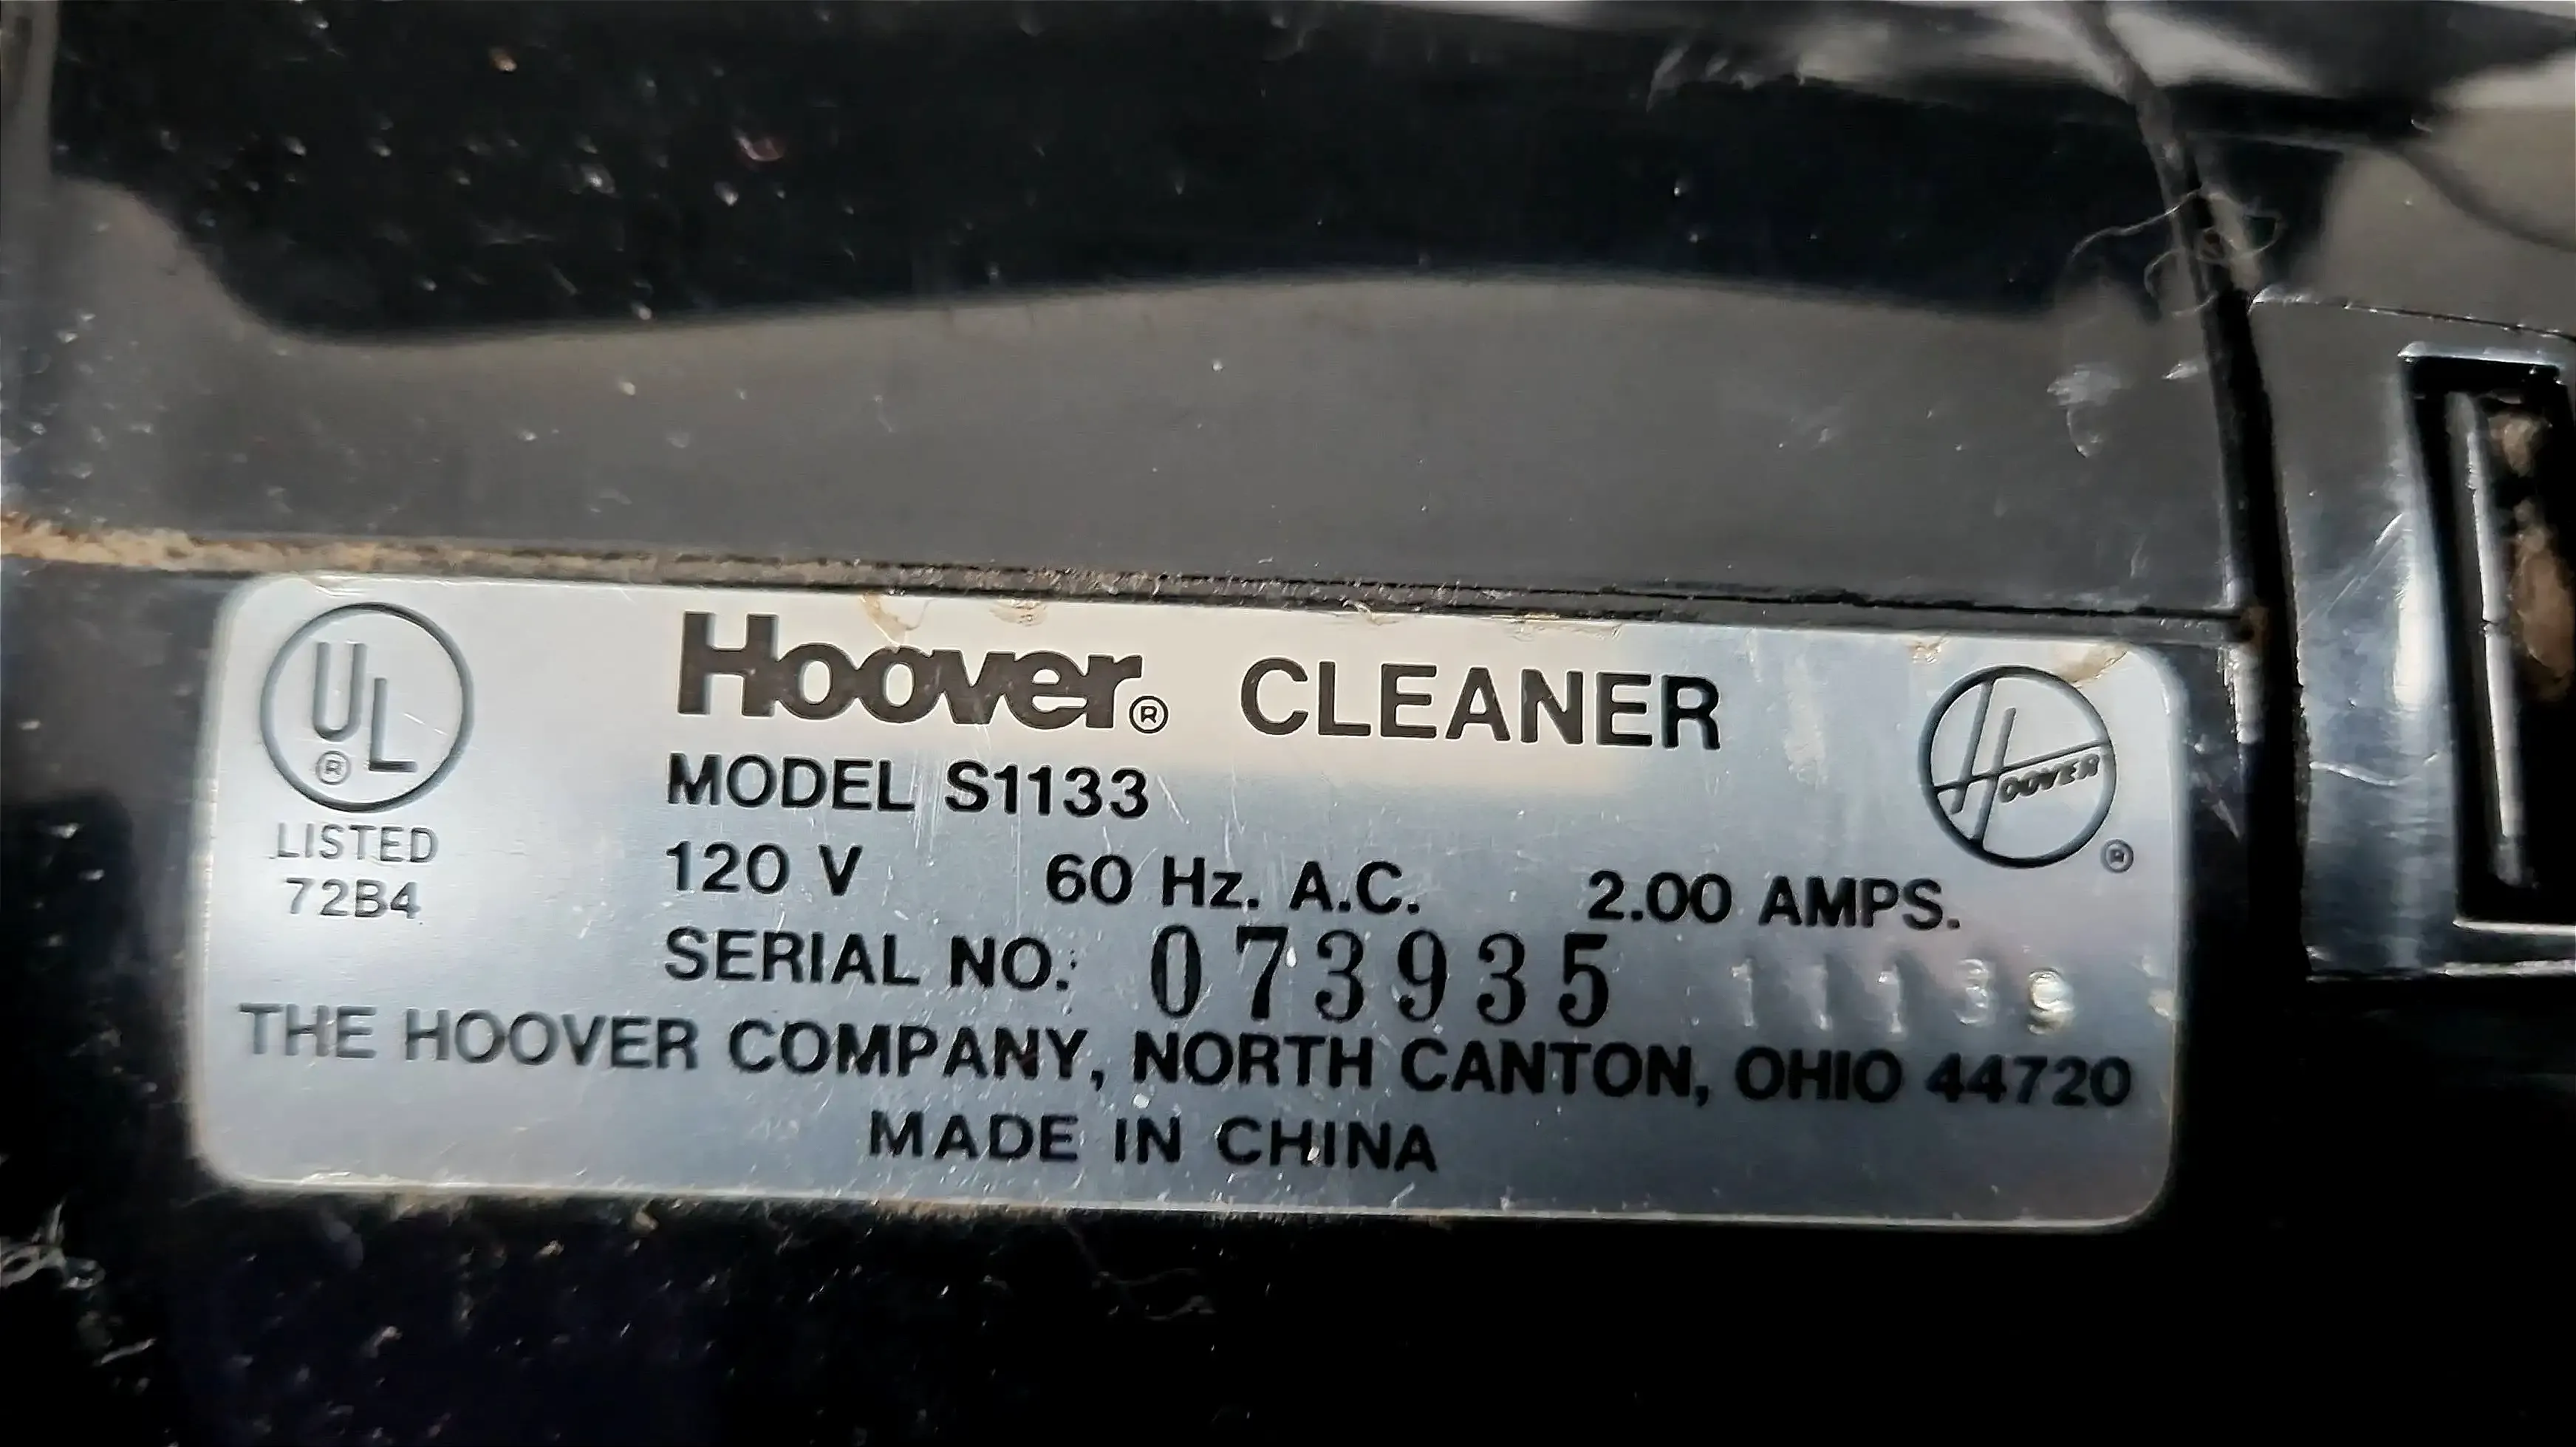 UL®
LISTED
72B4
Hoover® CLEANER
HOOVER®
MODEL S1133
120 V 60 Hz. A.C. 2.00 AMPS.
SERIAL NO.: 073935 11139
THE HOOVER COMPANY, NORTH CANTON, OHIO 44720
MADE IN CHINA